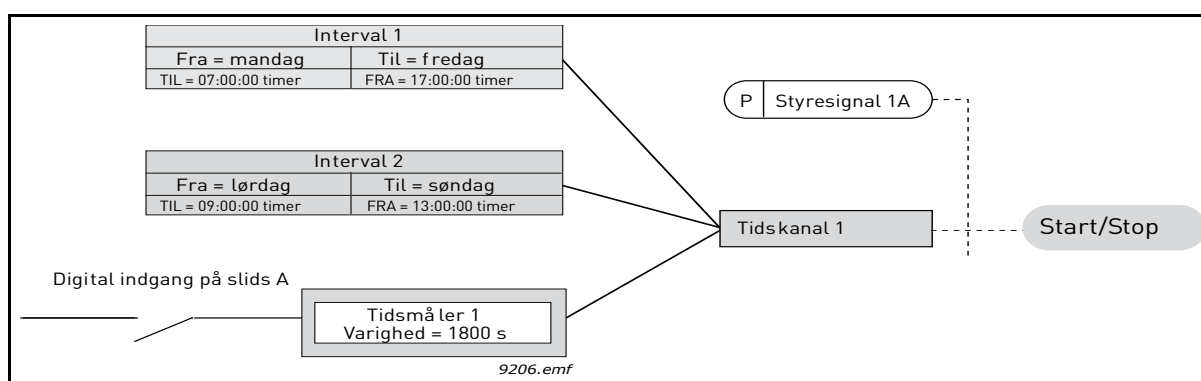 Interval 1
Fra = mandag
Til = fredag
TIL = 07:00:00 timer
FRA = 17:00:00 timer
P
Styresignal 1A
Interval 2
Fra = lørdag
Til = søndag
TIL = 09:00:00 timer
FRA = 13:00:00 timer
Tidskanal 1
Start/Stop
Digital indgang på slids A
Tidsmåler 1
Varighed = 1800 s
9206.emf